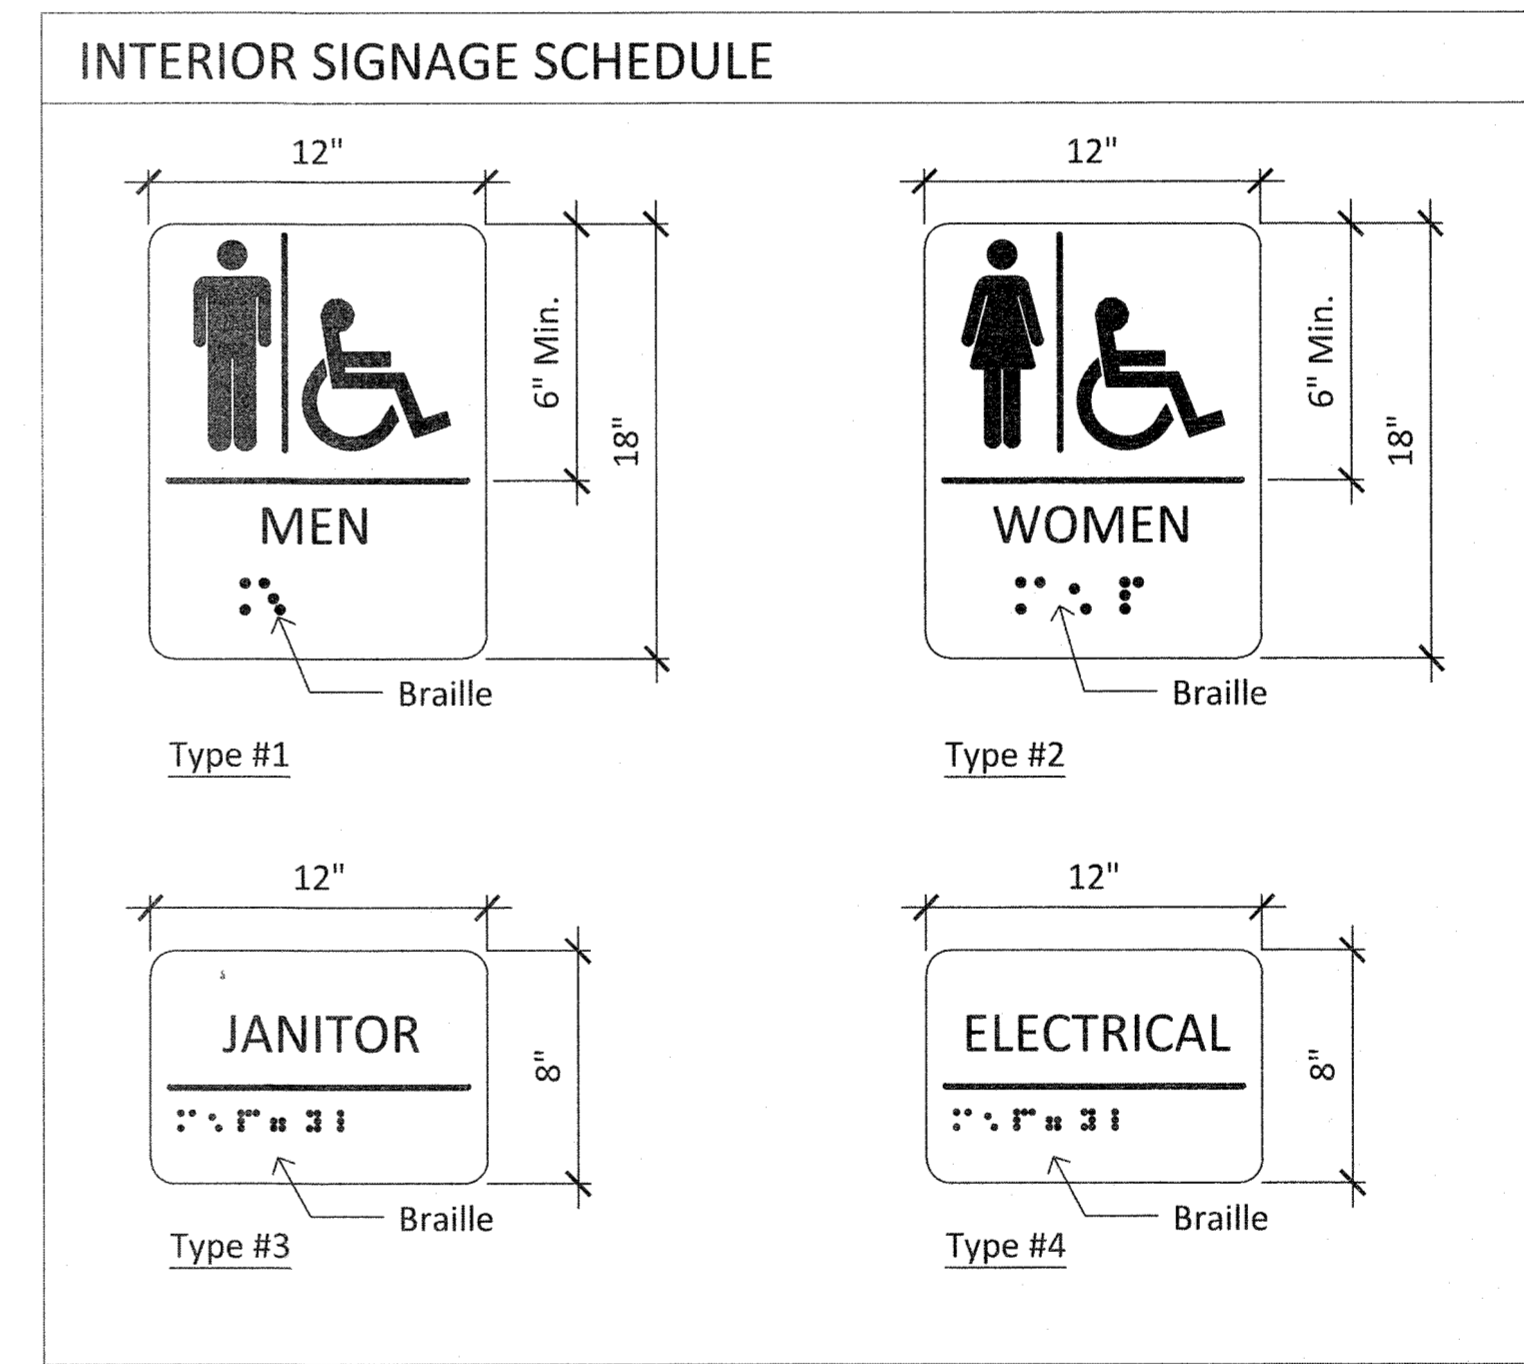 INTERIOR SIGNAGE SCHEDULE
12"
12"
6" Min.
18"
6" Min.
18"
MEN
WOMEN
Braille
Braille
Type #1
Type #2
12"
12"
JANITOR
8"
ELECTRICAL
8"
Braille
Braille
Type #3
Type #4